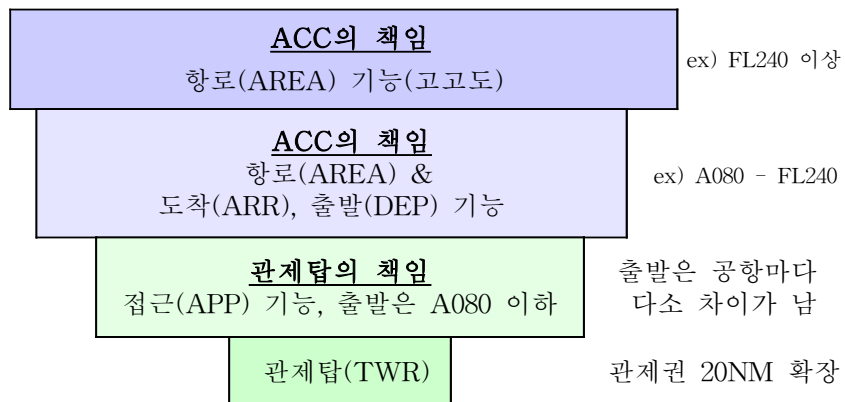 ACC의 책임
항로(AREA) 기능(고고도)
ex) FL240 이상
ACC의 책임
항로(AREA) &
도착(ARR), 출발(DEP) 기능
ex) A080 - FL240
관제탑의 책임
접근(APP) 기능, 출발은 A080 이하
출발은 공항마다
다소 차이가 남
관제탑(TWR)
관제권 20NM 확장